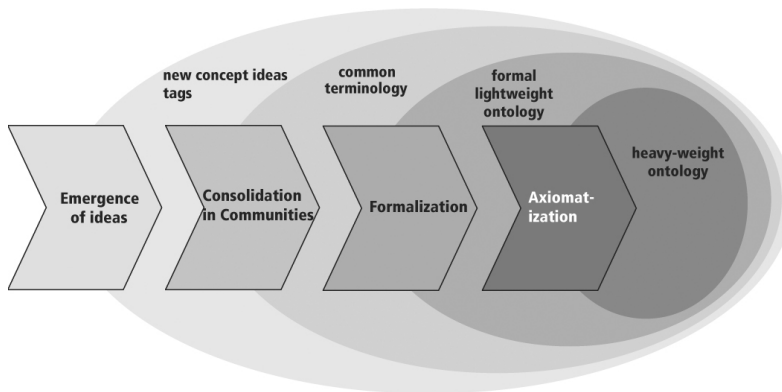 new concept ideas
tags
common
terminology
formal
lightweight
ontology
heavy-weight
ontology
Emergence
of ideas
Consolidation
in Communities
Formalization
Axiomat-
ization